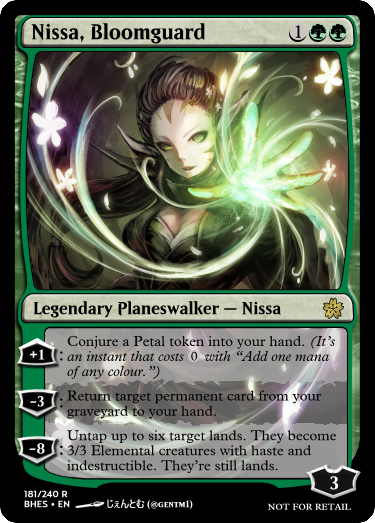 Nissa, Bloomguard 1
Legendary Planeswalker — Nissa
+1: Conjure a Petal token into your hand. (It's
an instant that costs 0 with “Add one mana
of any colour.”)
-3: Return target permanent card from your
graveyard to your hand.
-8: Untap up to six target lands. They become
3/3 Elemental creatures with haste and
indestructible. They're still lands.
3
181/240 R
BHES • EN じぇんとむ (@GENTM1)
NOT FOR RETAIL